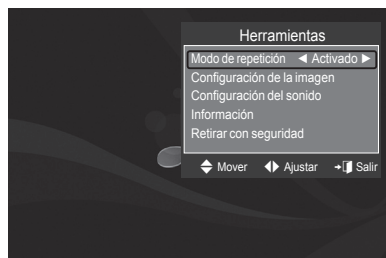 Herramientas
Modo de repetición ◄ Activado ►
Configuración de la imagen
Configuración del sonido
Información
Retirar con seguridad
Mover Ajustar Salir